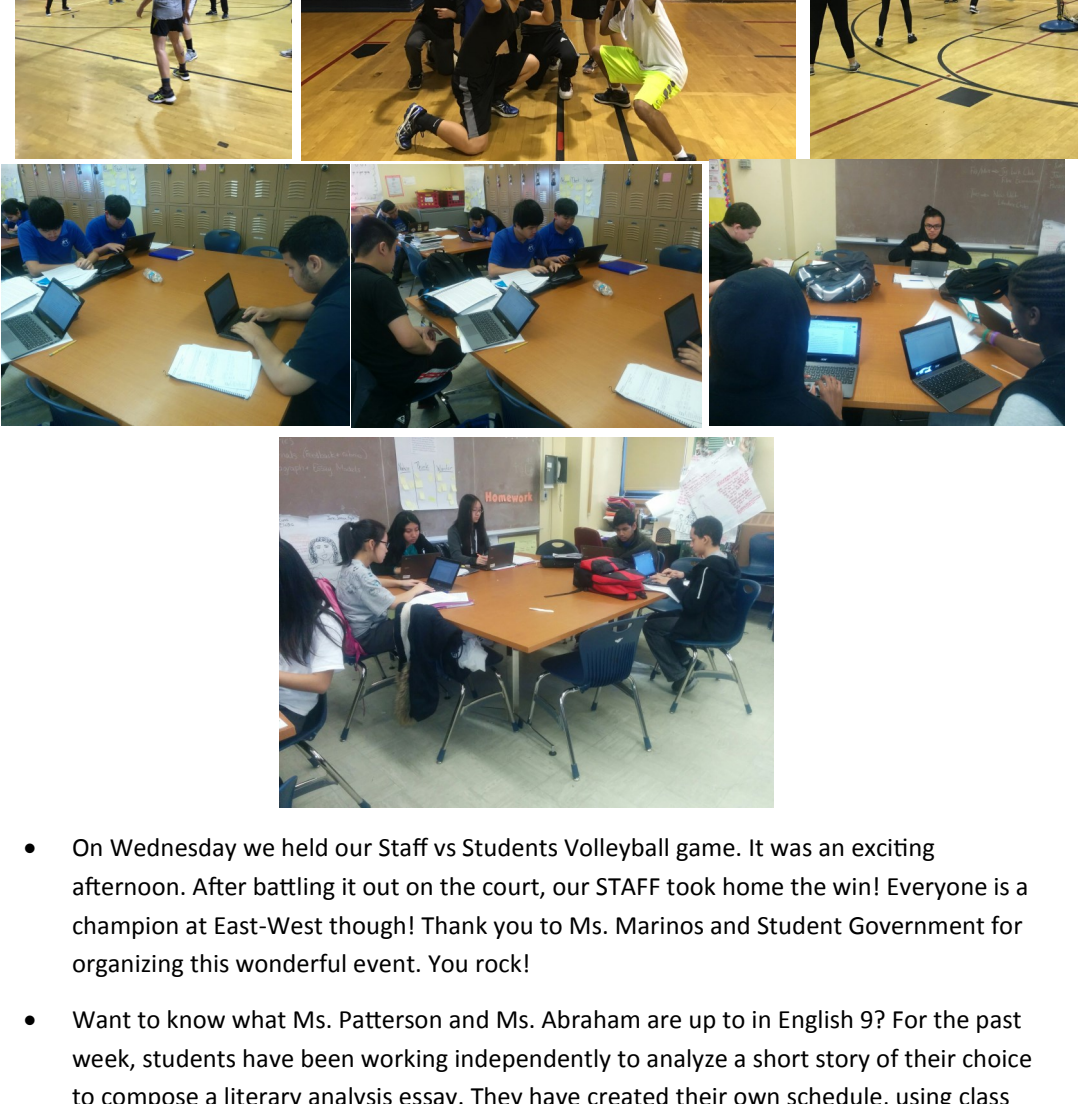 Homework
• On Wednesday we held our Staff vs Students Volleyball game. It was an exciting
afternoon. After battling it out on the court, our STAFF took home the win! Everyone is a
champion at East-West though! Thank you to Ms. Marinos and Student Government for
organizing this wonderful event. You rock!
• Want to know what Ms. Patterson and Ms. Abraham are up to in English 9? For the past
week, students have been working independently to analyze a short story of their choice
to compose a literary analysis essay. They have created their own schedule, using class